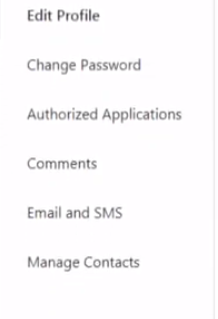 Edit Profile
Change Password
Authorized Applications
Comments
Email and SMS
Manage Contacts